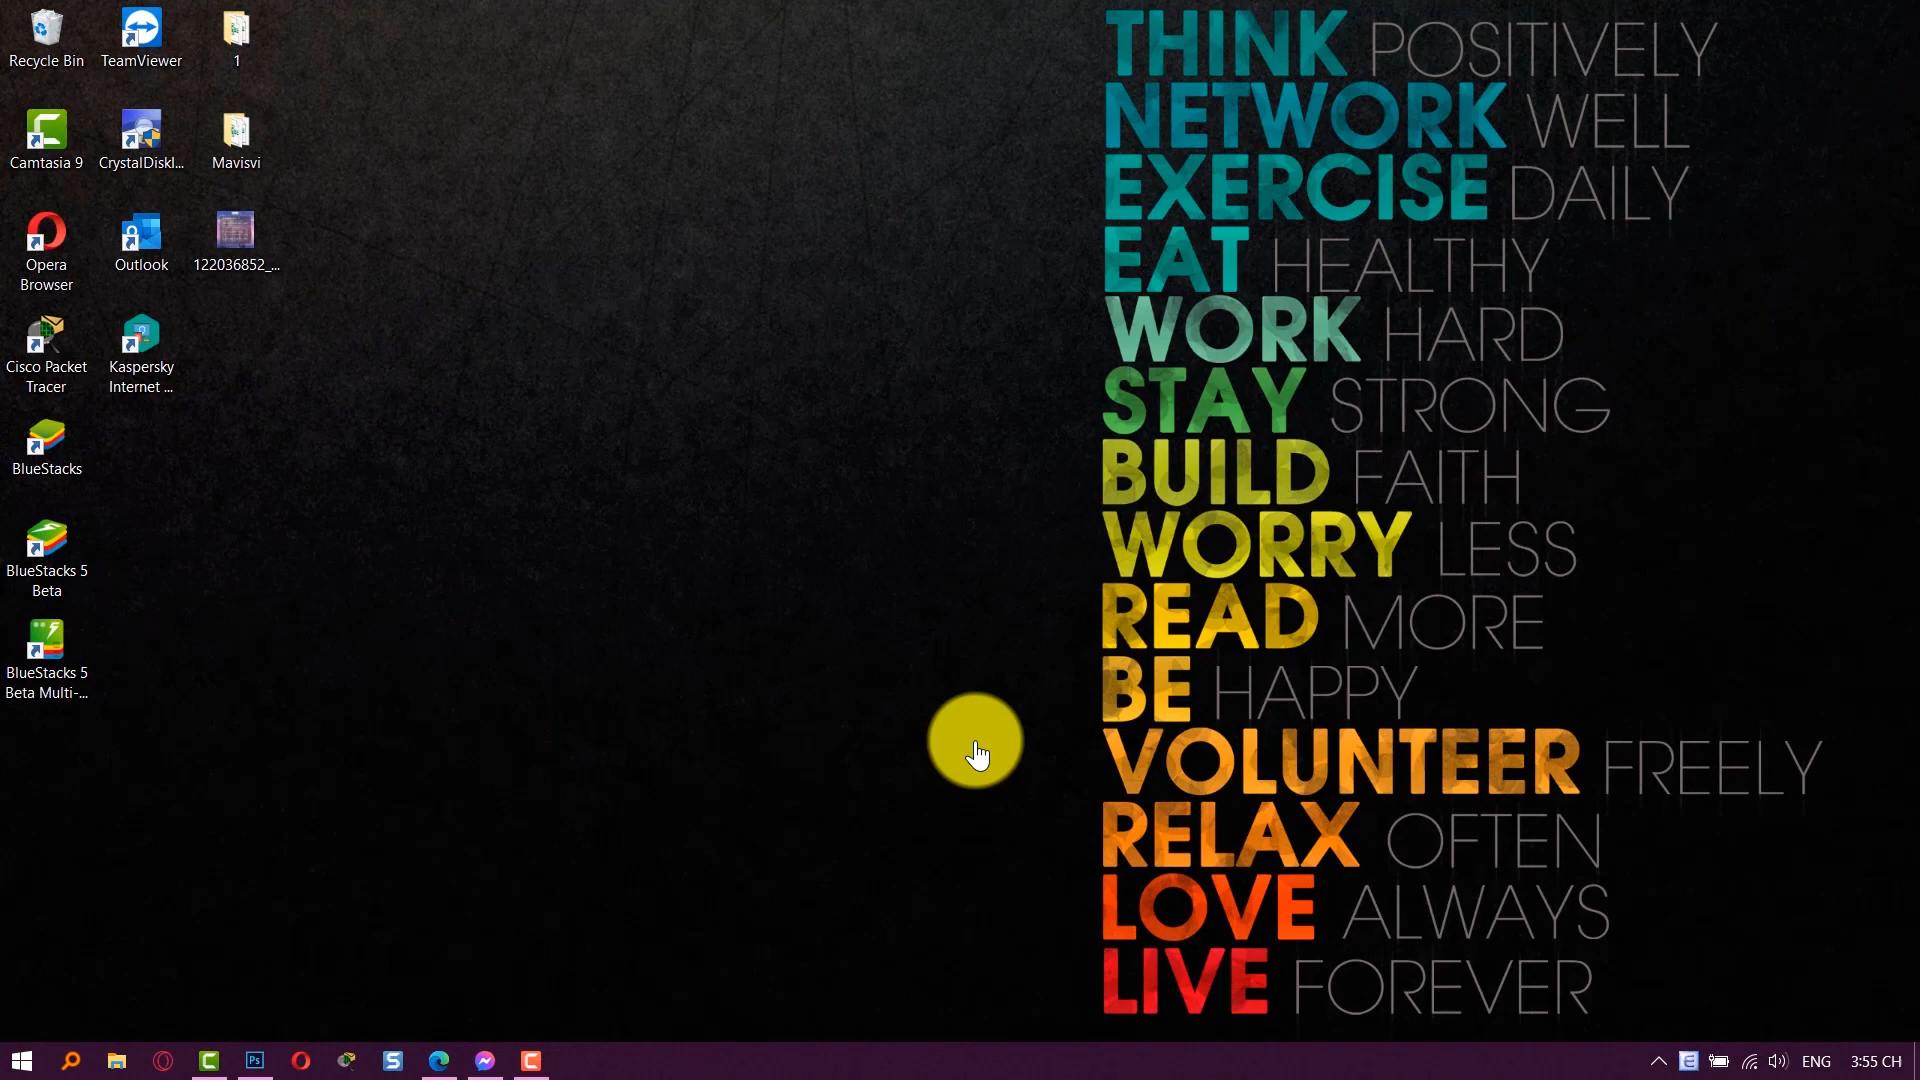 Recycle Bin
TeamViewer
1
Camtasia 9
CrystalDiskI...
Mavisvi
Opera
Browser
Outlook
122036852_...
Cisco Packet
Tracer
Kaspersky
Internet ...
BlueStacks
BlueStacks 5
Beta
BlueStacks 5
Beta Multi-...
THINK POSITIVELY
NETWORK WELL
EXERCISE DAILY
EAT HEALTHY
WORK HARD
STAY STRONG
BUILD FAITH
WORRY LESS
READ MORE
BE HAPPY
VOLUNTEER FREELY
RELAX OFTEN
LOVE ALWAYS
LIVE FOREVER
Ps
S
ENG
3:55 CH